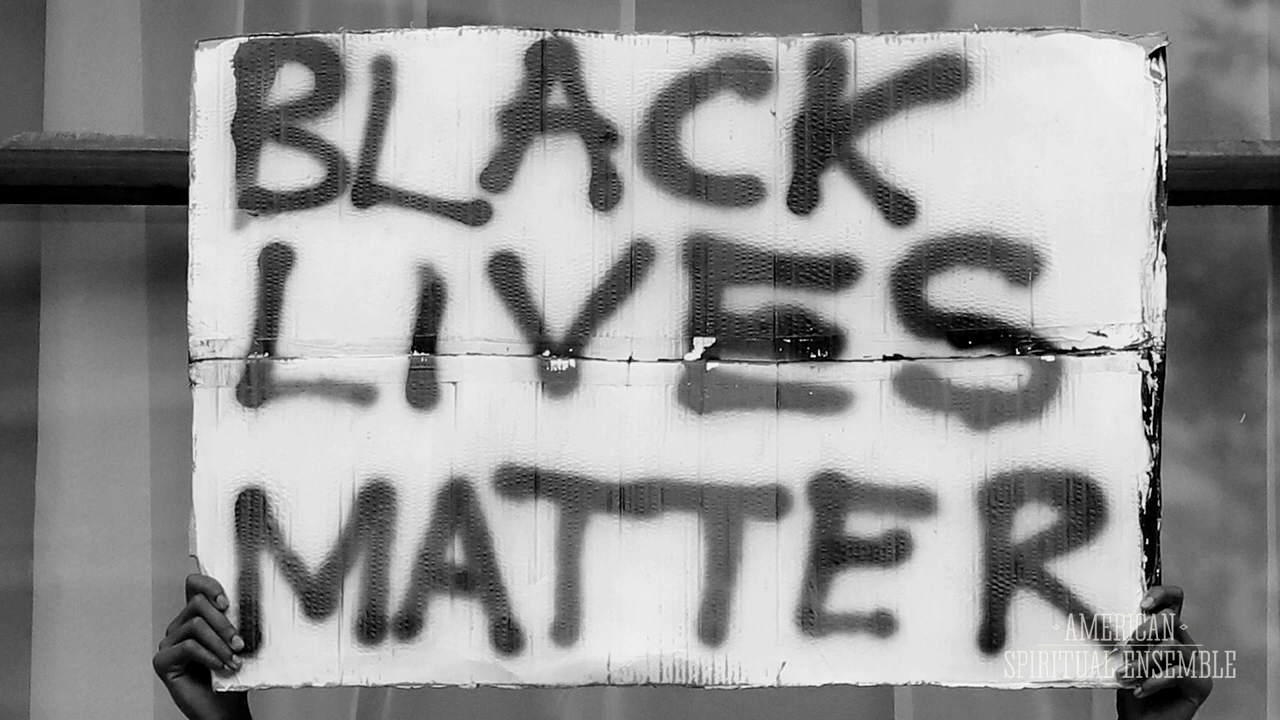 BLACK
LIVES
MATTER
AMERICAN
SPIRITUAL ENSEMBLE